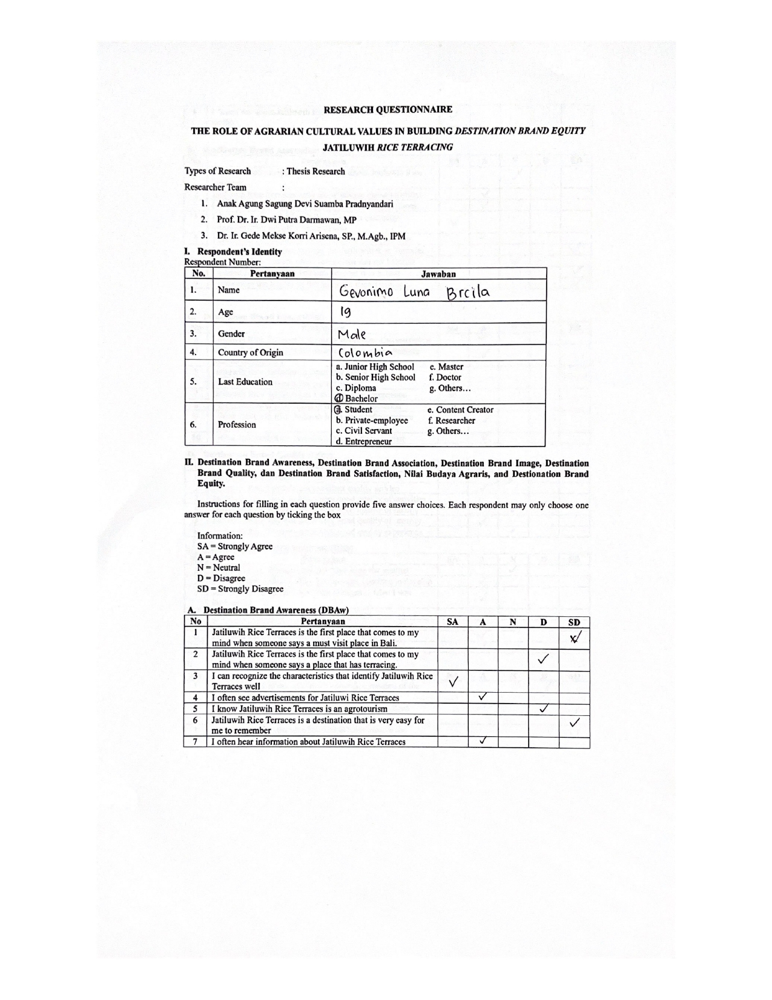 RESEARCH QUESTIONNAIRE
THE ROLE OF AGRARIAN CULTURAL VALUES IN BUILDING DESTINATION BRAND EQUITY
JATILUWIH RICE TERRACING
Types of Research : Thesis Research
Researcher Team :
1. Anak Agung Sagung Devi Suamba Pradnyandari
2. Prof. Dr. Ir. Dwi Putra Darmawan, MP
3. Dr. Ir. Gede Mekse Korri Arisena, SP., M.Agb., IPM
I. Respondent's Identity
Respondent Number:
No. Pertanyaan Jawaban
1. Name Gevonimo Luna Brcila
2. Age 19
3. Gender Male
4. Country of Origin Colombia
5. Last Education
a. Junior High School e. Master
b. Senior High School f. Doctor
c. Diploma g. Others...
d Bachelor
6. Profession
a. Student e. Content Creator
b. Private-employee f. Researcher
c. Civil Servant g. Others...
d. Entrepreneur
II. Destination Brand Awareness, Destination Brand Association, Destination Brand Image, Destination
Brand Quality, dan Destination Brand Satisfaction, Nilai Budaya Agraris, and Destionation Brand
Equity.
Instructions for filling in each question provide five answer choices. Each respondent may only choose one
answer for each question by ticking the box
Information:
SA = Strongly Agree
A = Agree
N = Neutral
D = Disagree
SD = Strongly Disagree
A. Destination Brand Awareness (DBAw)
No Pertanyaan SA A N D SD
1 Jatiluwih Rice Terraces is the first place that comes to my
mind when someone says a must visit place in Bali. ✓
2 Jatiluwih Rice Terraces is the first place that comes to my
mind when someone says a place that has terracing. ✓
3 I can recognize the characteristics that identify Jatiluwih Rice
Terraces well ✓
4 I often see advertisements for Jatiluwi Rice Terraces ✓
5 I know Jatiluwih Rice Terraces is an agrotourism ✓
6 Jatiluwih Rice Terraces is a destination that is very easy for
me to remember ✓
7 I often hear information about Jatiluwih Rice Terraces ✓